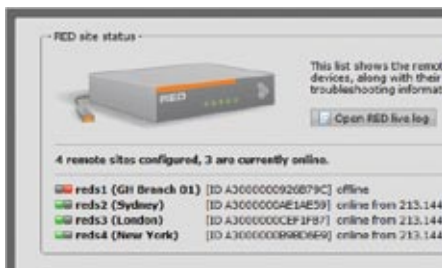 RED site status
This list shows the remot
devices, along with their
troubleshooting informat
RED
Open RED live log
4 remote sites configured, 3 are currently online.
reds1 (GH Branch 01) [ID A3000000926B79C] offline
reds2 (Sydney) [ID A3000000AE1AE59] online from 213.144
reds3 (London) [ID A3000000CEF1F87] online from 213.144
reds4 (New York) [ID A3000000B98D6E9] online from 213.144